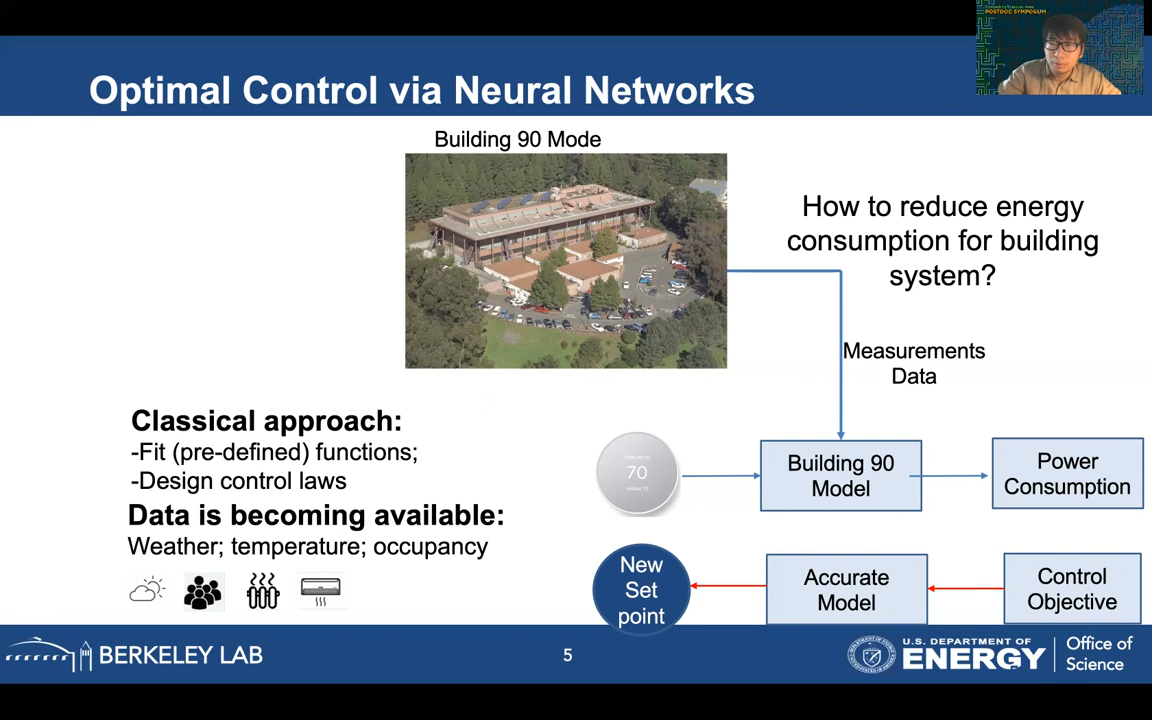 POSTDOC SYMPOSIUM
Optimal Control via Neural Networks
Building 90 Mode
How to reduce energy
consumption for building
system?
Measurements
Data
Classical approach:
-Fit (pre-defined) functions;
-Design control laws
Data is becoming available:
Weather; temperature; occupancy
70
Building 90
Model
Power
Consumption
New
Set
point
Accurate
Model
Control
Objective
BERKELEY LAB
5
U.S. DEPARTMENT OF
ENERGY
Office of
Science